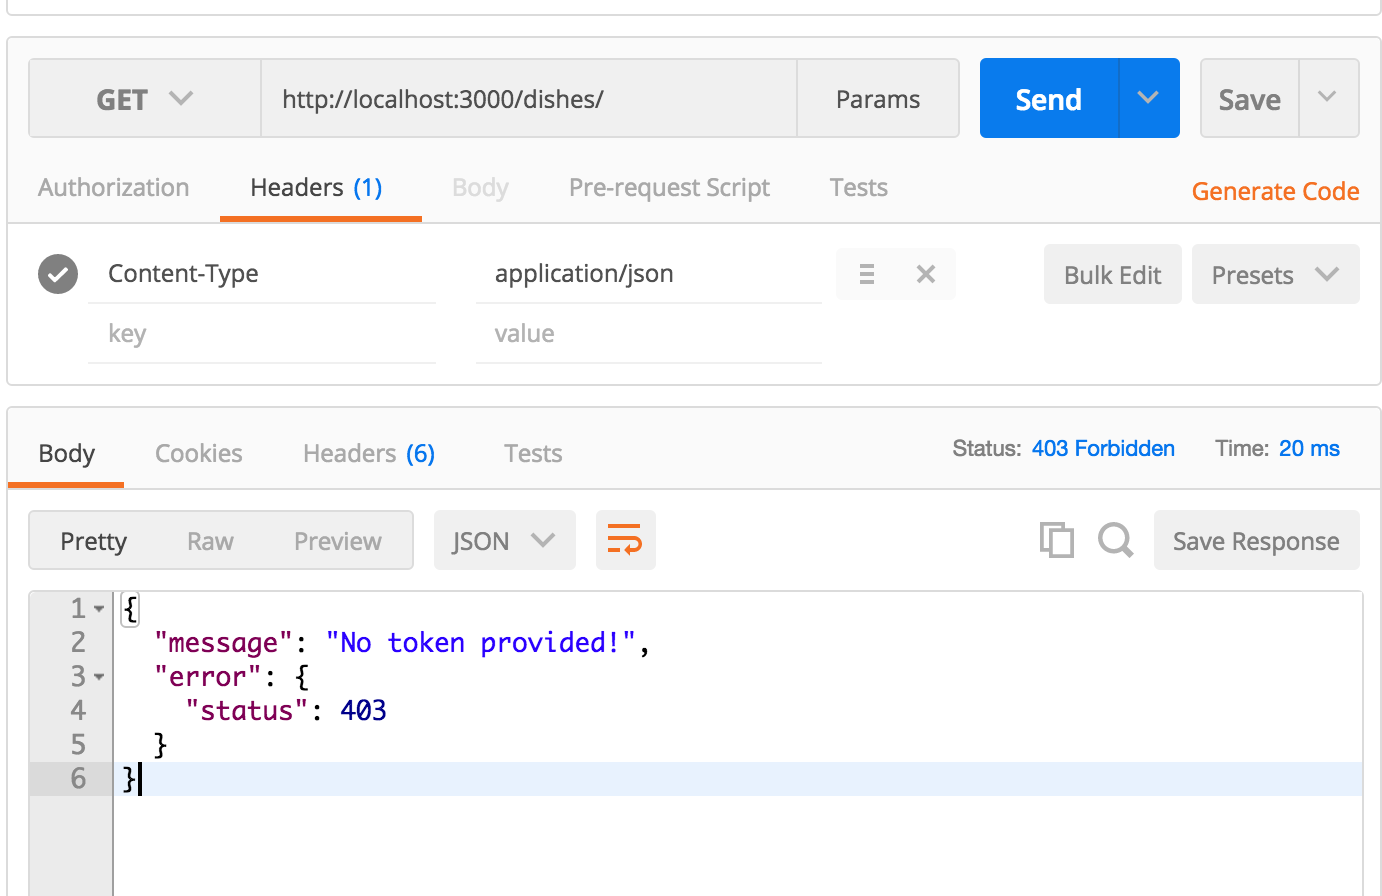 GET http://localhost:3000/dishes/ Params Send Save
Authorization Headers (1) Body Pre-request Script Tests Generate Code
Content-Type application/json Bulk Edit Presets
key value
Body Cookies Headers (6) Tests Status: 403 Forbidden Time: 20 ms
Pretty Raw Preview JSON Save Response
1 {
2 "message": "No token provided!",
3 "error": {
4 "status": 403
5 }
6 }